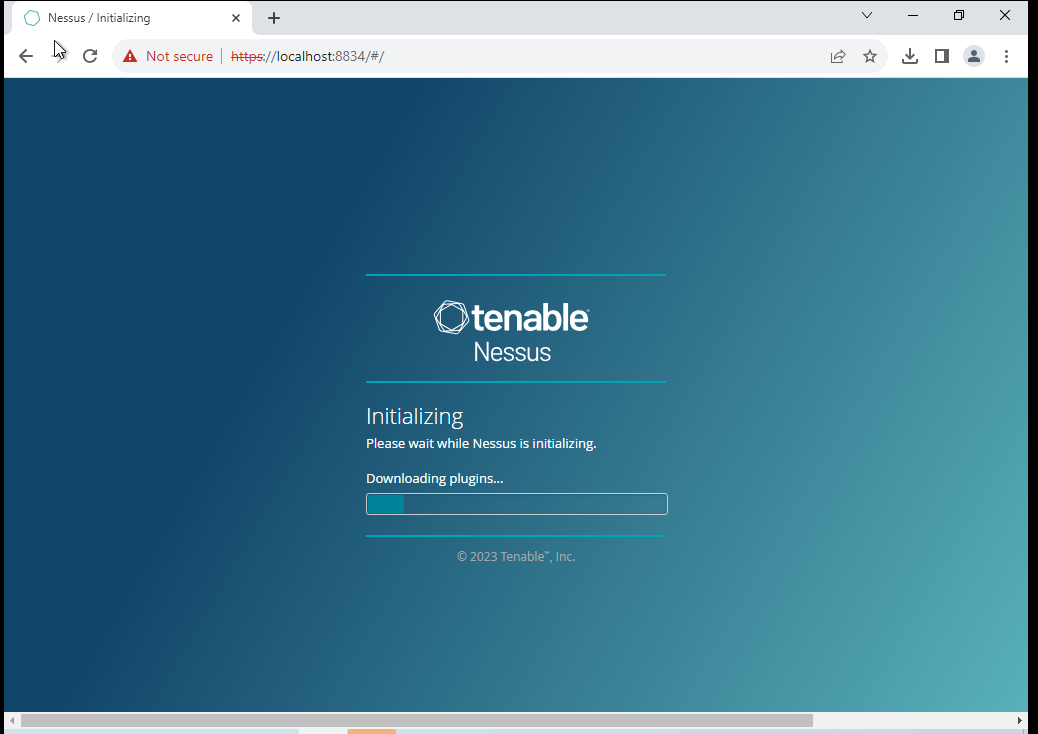 Nessus / Initializing
Not secure https://localhost:8834/#/
tenable
Nessus
Initializing
Please wait while Nessus is initializing.
Downloading plugins...
© 2023 Tenable™, Inc.